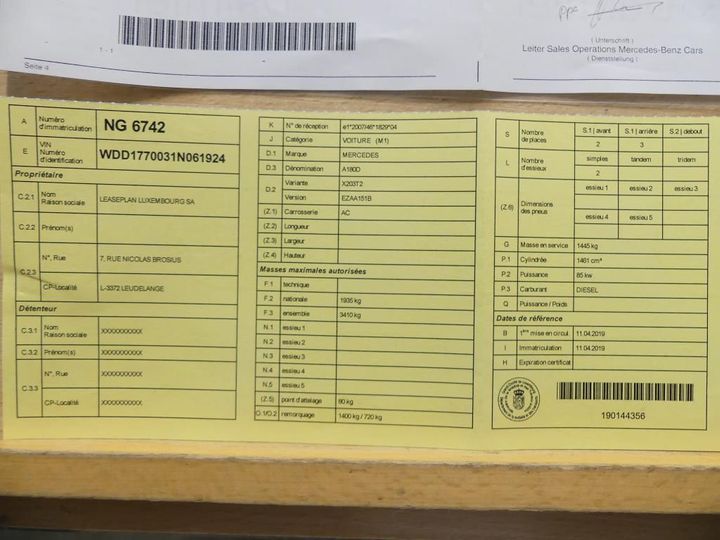 1 - 1
Seite 4
ppa
( Unterschrift )
Leiter Sales Operations Mercedes-Benz Cars
( Dienststellung )
A Numéro d'immatriculation NG 6742
E VIN Numéro d'identification WDD1770031N061924
Propriétaire
C.2.1 Nom Raison sociale LEASEPLAN LUXEMBOURG SA
C.2.2 Prénom(s)
C.2.3 N°, Rue 7, RUE NICOLAS BROSIUS
CP-Localité L-3372 LEUDELANGE
Détenteur
C.3.1 Nom Raison sociale XXXXXXXXXX
C.3.2 Prénom(s) XXXXXXXXXX
C.3.3 N°, Rue XXXXXXXXXX
CP-Localité XXXXXXXXXX
K N° de réception e1*2007/46*1829*04
J Catégorie VOITURE (M1)
D.1 Marque MERCEDES
D.3 Dénomination A180D
D.2 Variante X203T2
Version EZAA151B
(Z.1) Carrosserie AC
(Z.2) Longueur
(Z.3) Largeur
(Z.4) Hauteur
Masses maximales autorisées
F.1 technique
F.2 nationale 1935 kg
F.3 ensemble 3410 kg
N.1 essieu 1
N.2 essieu 2
N.3 essieu 3
N.4 essieu 4
N.5 essieu 5
(Z.5) point d'attelage 80 kg
O.1/O.2 remorquage 1400 kg / 720 kg
S Nombre de places S.1 | avant S.1 | arrière S.2 | debout
2 3
L Nombre d'essieux simples tandem tridem
2
(Z.6) Dimensions des pneus essieu 1 essieu 2 essieu 3
essieu 4 essieu 5
G Masse en service 1445 kg
P.1 Cylindrée 1461 cm³
P.2 Puissance 85 kw
P.3 Carburant DIESEL
Q Puissance / Poids
Dates de référence
B 1ère mise en circul. 11.04.2019
I Immatriculation 11.04.2019
H Expiration certificat
190144356